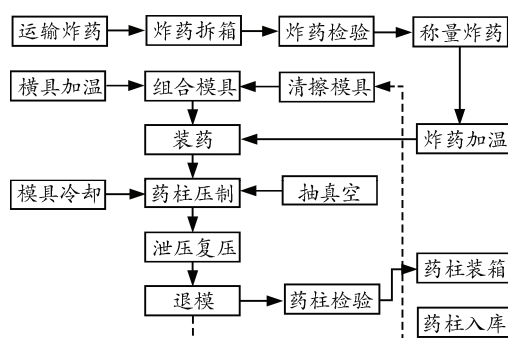 运输炸药
炸药拆箱
炸药检验
称量炸药
横具加温
组合模具
清擦模具
装药
炸药加温
模具冷却
药柱压制
抽真空
泄压复压
药柱装箱
退模
药柱检验
药柱入库